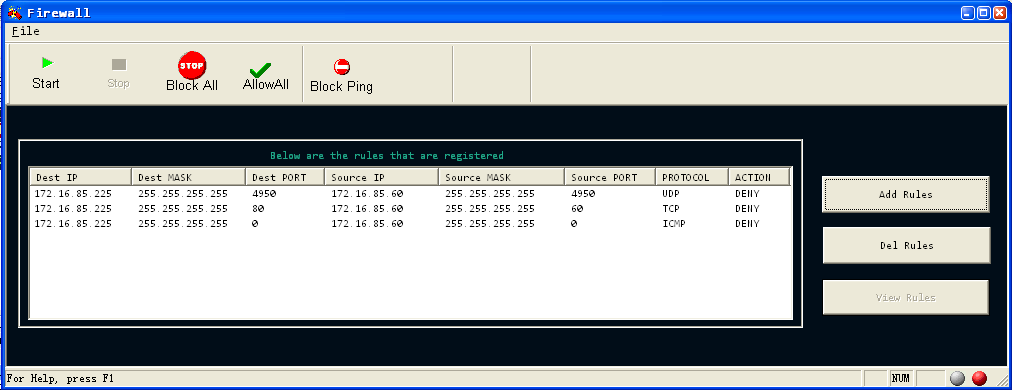 Firewall
File
Start Stop Block All AllowAll Block Ping
STOP
Below are the rules that are registered
Dest IP Dest MASK Dest PORT Source IP Source MASK Source PORT PROTOCOL ACTION
172.16.85.225 255.255.255.255 4950 172.16.85.60 255.255.255.255 4950 UDP DENY
172.16.85.225 255.255.255.255 80 172.16.85.60 255.255.255.255 60 TCP DENY
172.16.85.225 255.255.255.255 0 172.16.85.60 255.255.255.255 0 ICMP DENY
Add Rules
Del Rules
View Rules
For Help, press F1 NUM